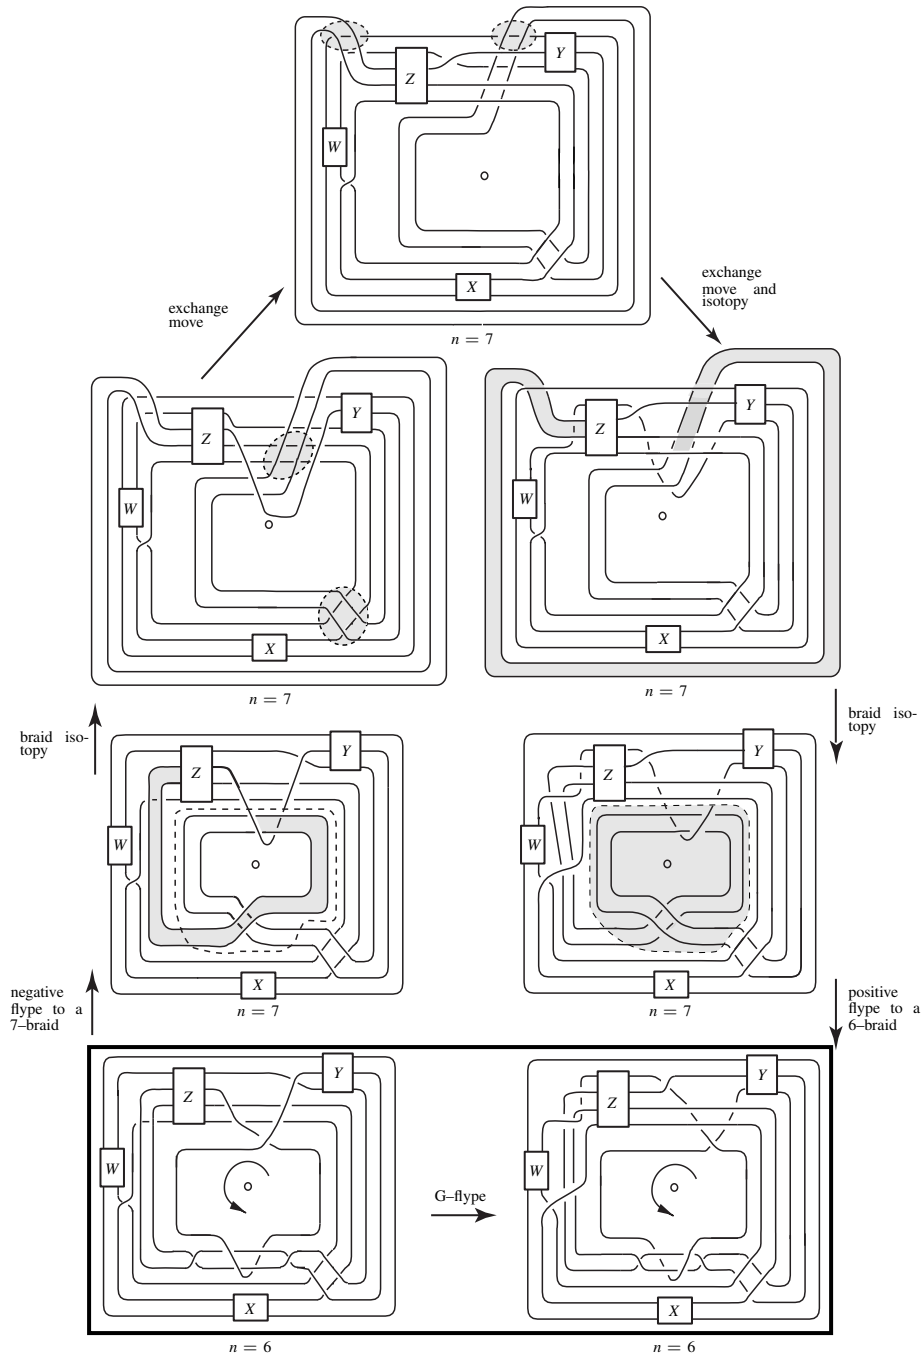 Y
Z
W
X
n = 7
exchange
move
exchange
move and
isotopy
Y
Z
W
X
n = 7
Y
Z
W
X
n = 7
braid iso-
topy
braid iso-
topy
Y
Z
W
X
n = 7
Y
Z
W
X
n = 7
negative
flype to a
7–braid
positive
flype to a
6–braid
Y
Z
W
X
n = 6
G–flype
Y
Z
W
X
n = 6